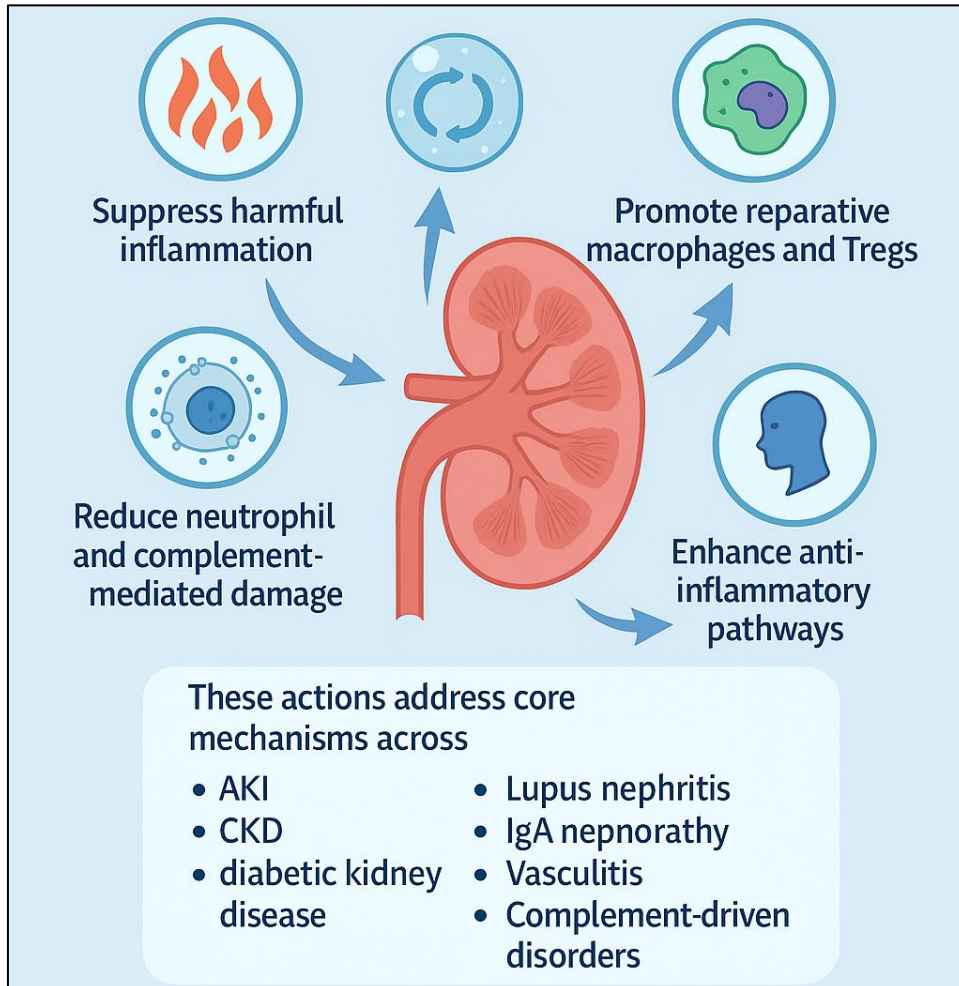 Suppress harmful
inflammation
Promote reparative
macrophages and Tregs
Reduce neutrophil
and complement-
mediated damage
Enhance anti-
inflammatory
pathways
These actions address core
mechanisms across
• AKI
• CKD
• diabetic kidney
disease
• Lupus nephritis
• IgA nepnorathy
• Vasculitis
• Complement-driven
disorders